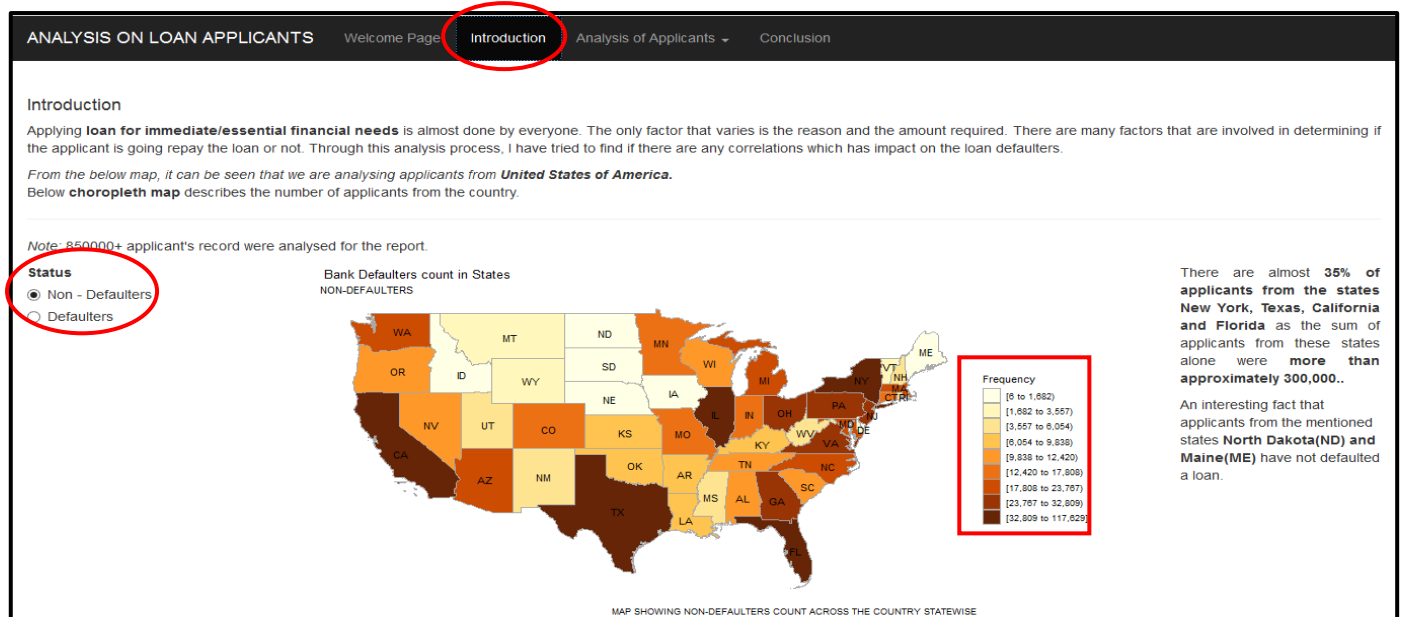 ANALYSIS ON LOAN APPLICANTS Welcome Page Introduction Analysis of Applicants Conclusion
Introduction
Applying loan for immediate/essential financial needs is almost done by everyone. The only factor that varies is the reason and the amount required. There are many factors that are involved in determining if
the applicant is going repay the loan or not. Through this analysis process, I have tried to find if there are any correlations which has impact on the loan defaulters.
From the below map, it can be seen that we are analysing applicants from United States of America.
Below choropleth map describes the number of applicants from the country.
Note: 850000+ applicant's record were analysed for the report.
Status
Non - Defaulters
Defaulters
Bank Defaulters count in States
NON-DEFAULTERS
WA
MT
ND
MN
ME
OR
ID
WY
SD
WI
MI
VT
NH
NY
MA
CT RI
NE
IA
IL
IN
OH
PA
NJ
NV
UT
CO
KS
MO
KY
WV
VA
MD
DE
CA
AZ
NM
OK
AR
TN
NC
SC
MS
AL
GA
TX
LA
FL
Frequency
[6 to 1,682)
[1,682 to 3,557)
[3,557 to 6,054)
[6,054 to 9,838)
[9,838 to 12,420)
[12,420 to 17,808)
[17,808 to 23,767)
[23,767 to 32,809)
[32,809 to 117,629]
There are almost 35% of
applicants from the states
New York, Texas, California
and Florida as the sum of
applicants from these states
alone were more than
approximately 300,000..
An interesting fact that
applicants from the mentioned
states North Dakota(ND) and
Maine(ME) have not defaulted
a loan.
MAP SHOWING NON-DEFAULTERS COUNT ACROSS THE COUNTRY STATEWISE